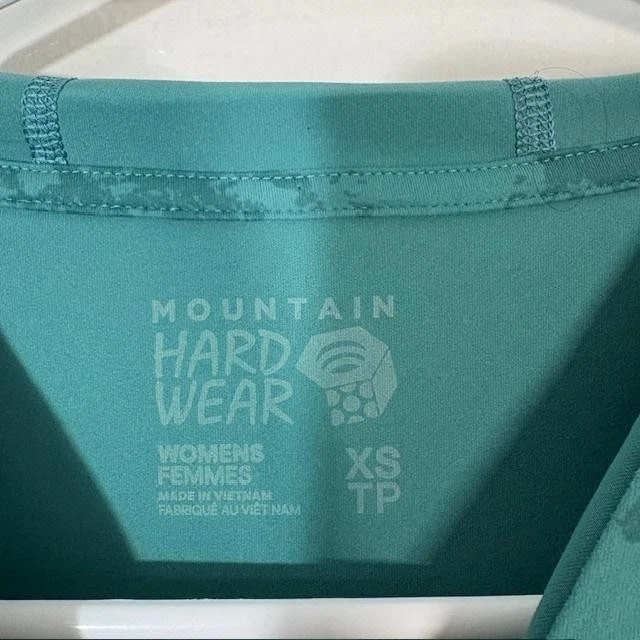 MOUNTAIN
HARD
WEAR
WOMENS
FEMMES
MADE IN VIETNAM
FABRIQUÉ AU VIÊT NAM
XS
TP